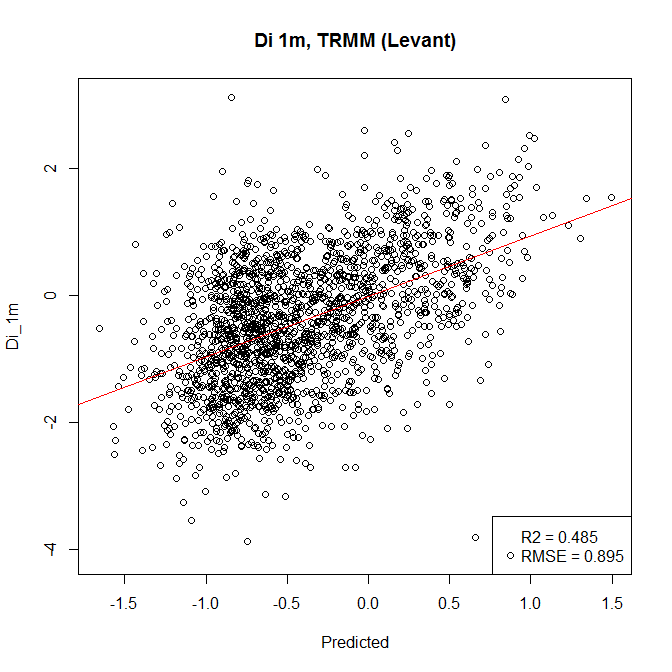 Di 1m, TRMM (Levant)
Di_1m
2
0
-2
-4
R2 = 0.485
RMSE = 0.895
-1.5 -1.0 -0.5 0.0 0.5 1.0 1.5
Predicted